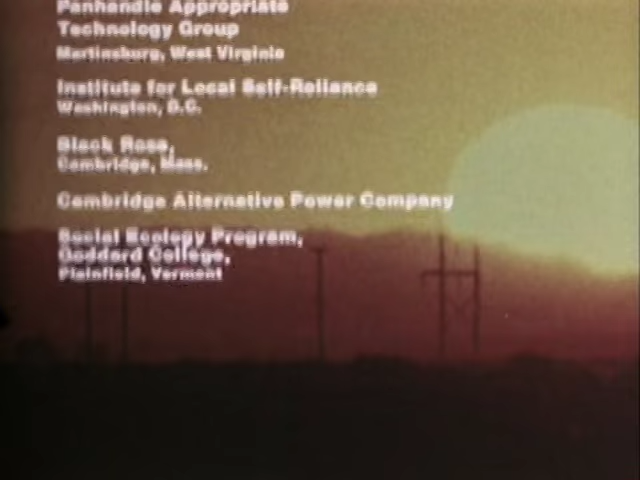 Panhandle Appropriate
Technology Group
Martinsburg, West Virginia
Institute for Local Self-Reliance
Washington, D.C.
Black Rose,
Cambridge, Mass.
Cambridge Alternative Power Company
Social Ecology Program,
Goddard College,
Plainfield, Vermont